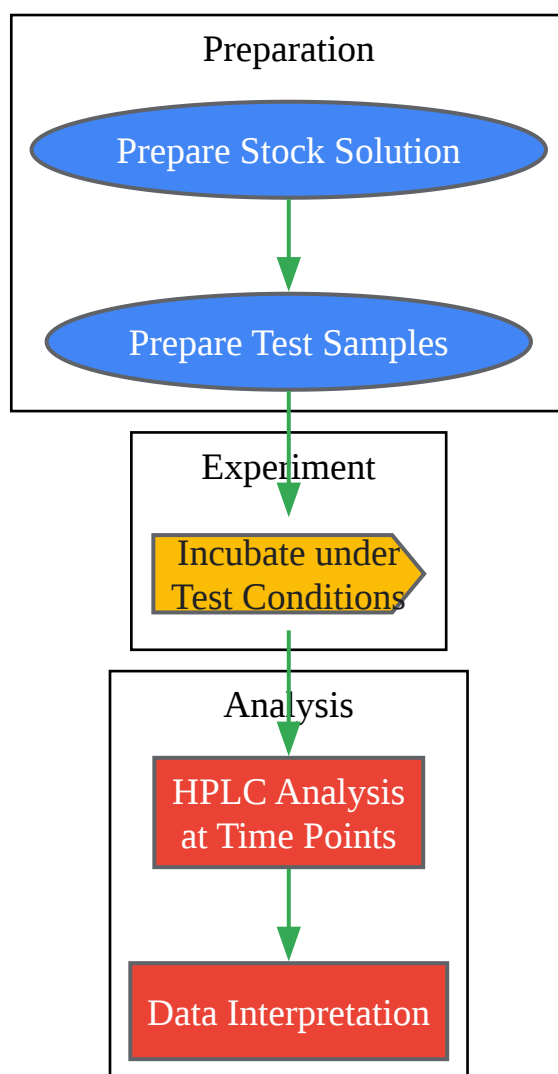 Preparation
Prepare Stock Solution
Prepare Test Samples
Experiment
Incubate under
Test Conditions
Analysis
HPLC Analysis
at Time Points
Data Interpretation